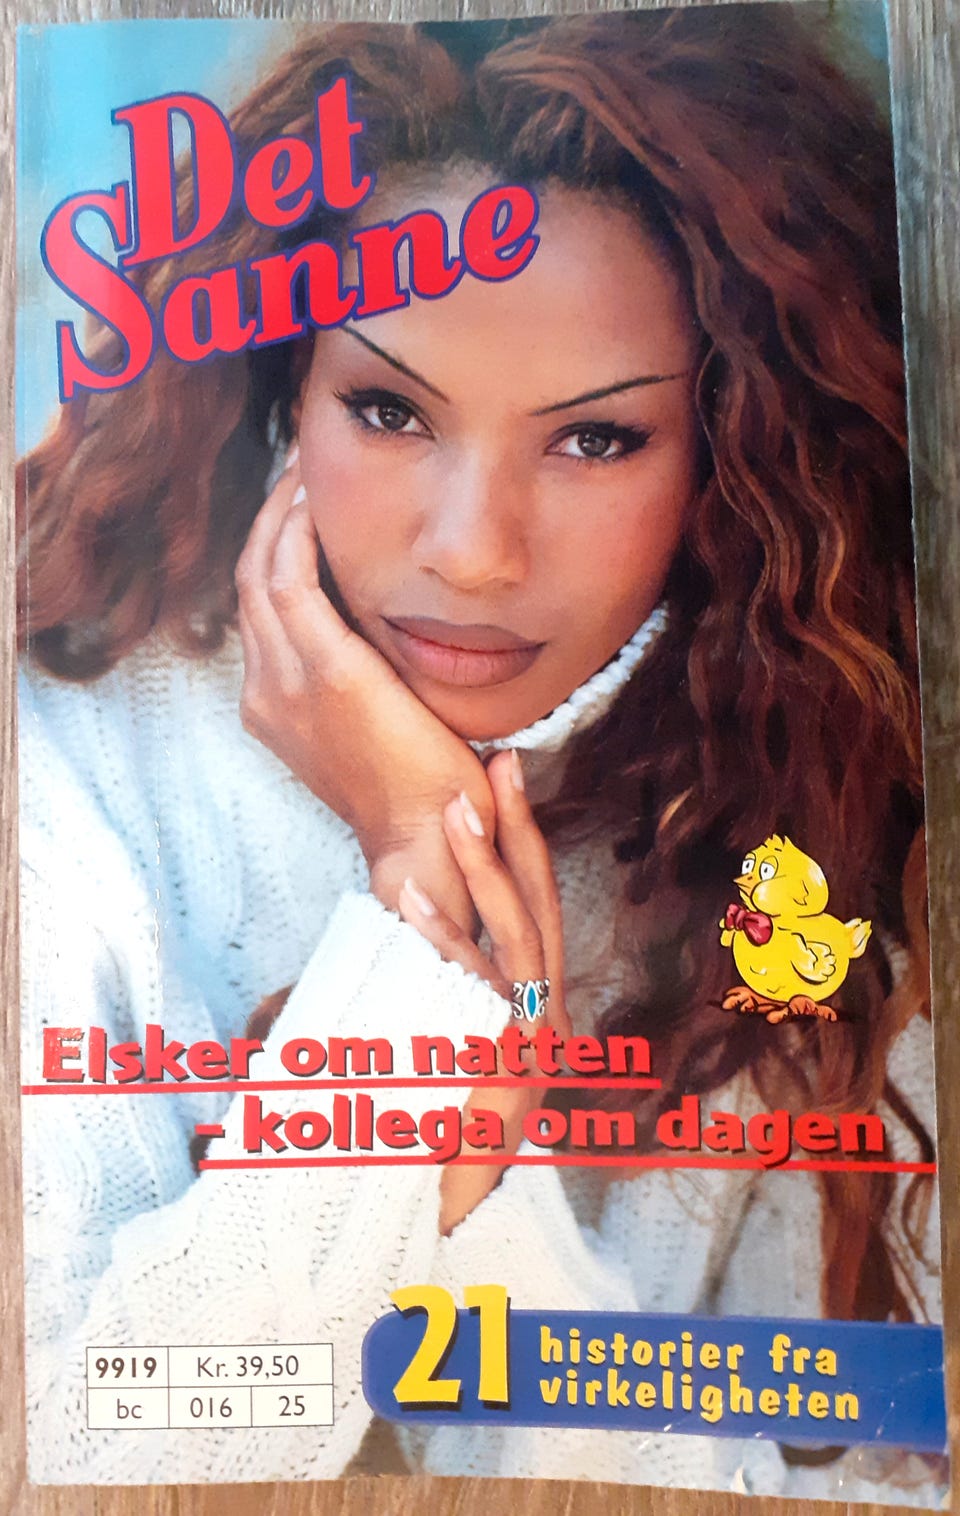 Det
Sanne
Elsker om natten
- kollega om dagen
21 historier fra
virkeligheten
9919 Kr. 39,50
bc 016 25